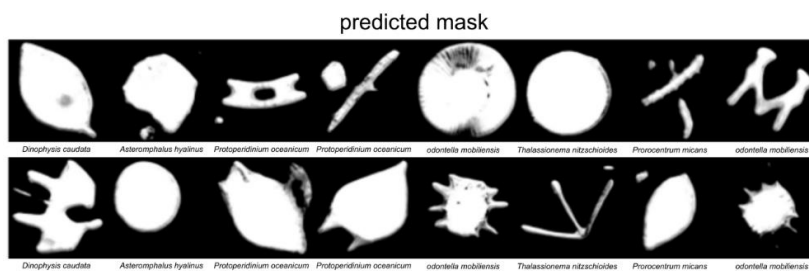 predicted mask
Dinophysis caudata Asteromphalus hyalinus Protoperidinium oceanicum Protoperidinium oceanicum odontella mobiliensis Thalassionema nitzschioides Prorocentrum micans odontella mobiliensis
Dinophysis caudata Asteromphalus hyalinus Protoperidinium oceanicum Protoperidinium oceanicum odontella mobiliensis Thalassionema nitzschioides Prorocentrum micans odontella mobiliensis